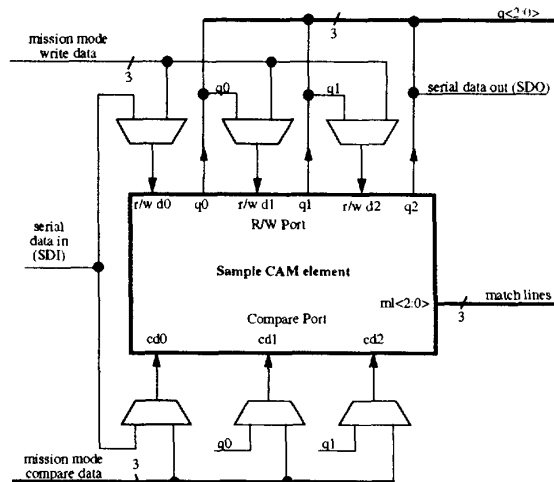 q<2:0>
3
mission mode
write data
3
q0
q1
serial data out (SDO)
r/w d0
q0
r/w d1
q1
r/w d2
q2
R/W Port
serial
data in
(SDI)
Sample CAM element
ml<2:0>
match lines
3
Compare Port
cd0
cd1
cd2
q0
q1
mission mode
compare data
3